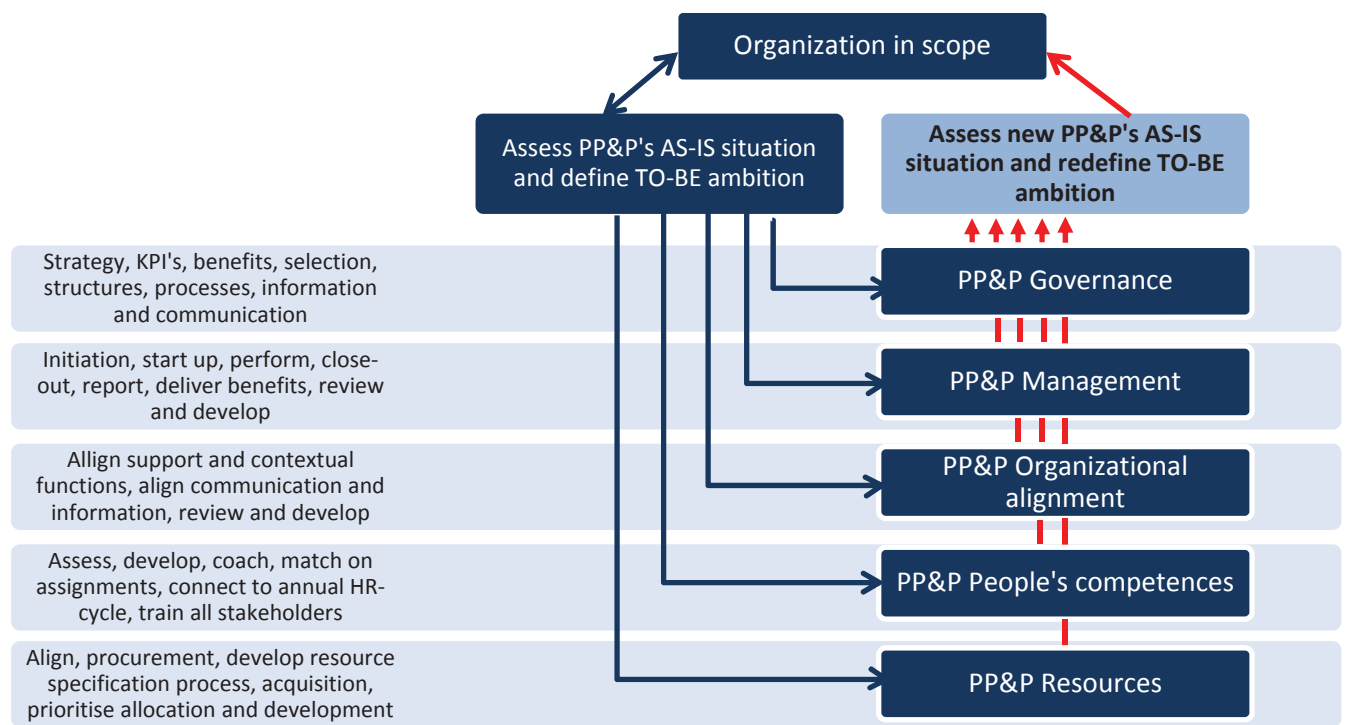 Organization in scope
Assess PP&P's AS-IS situation
and define TO-BE ambition
Assess new PP&P's AS-IS
situation and redefine TO-BE
ambition
Strategy, KPI's, benefits, selection,
structures, processes, information
and communication
PP&P Governance
Initiation, start up, perform, close-
out, report, deliver benefits, review
and develop
PP&P Management
Allign support and contextual
functions, align communication and
information, review and develop
PP&P Organizational
alignment
Assess, develop, coach, match on
assignments, connect to annual HR-
cycle, train all stakeholders
PP&P People's competences
Align, procurement, develop resource
specification process, acquisition,
prioritise allocation and development
PP&P Resources